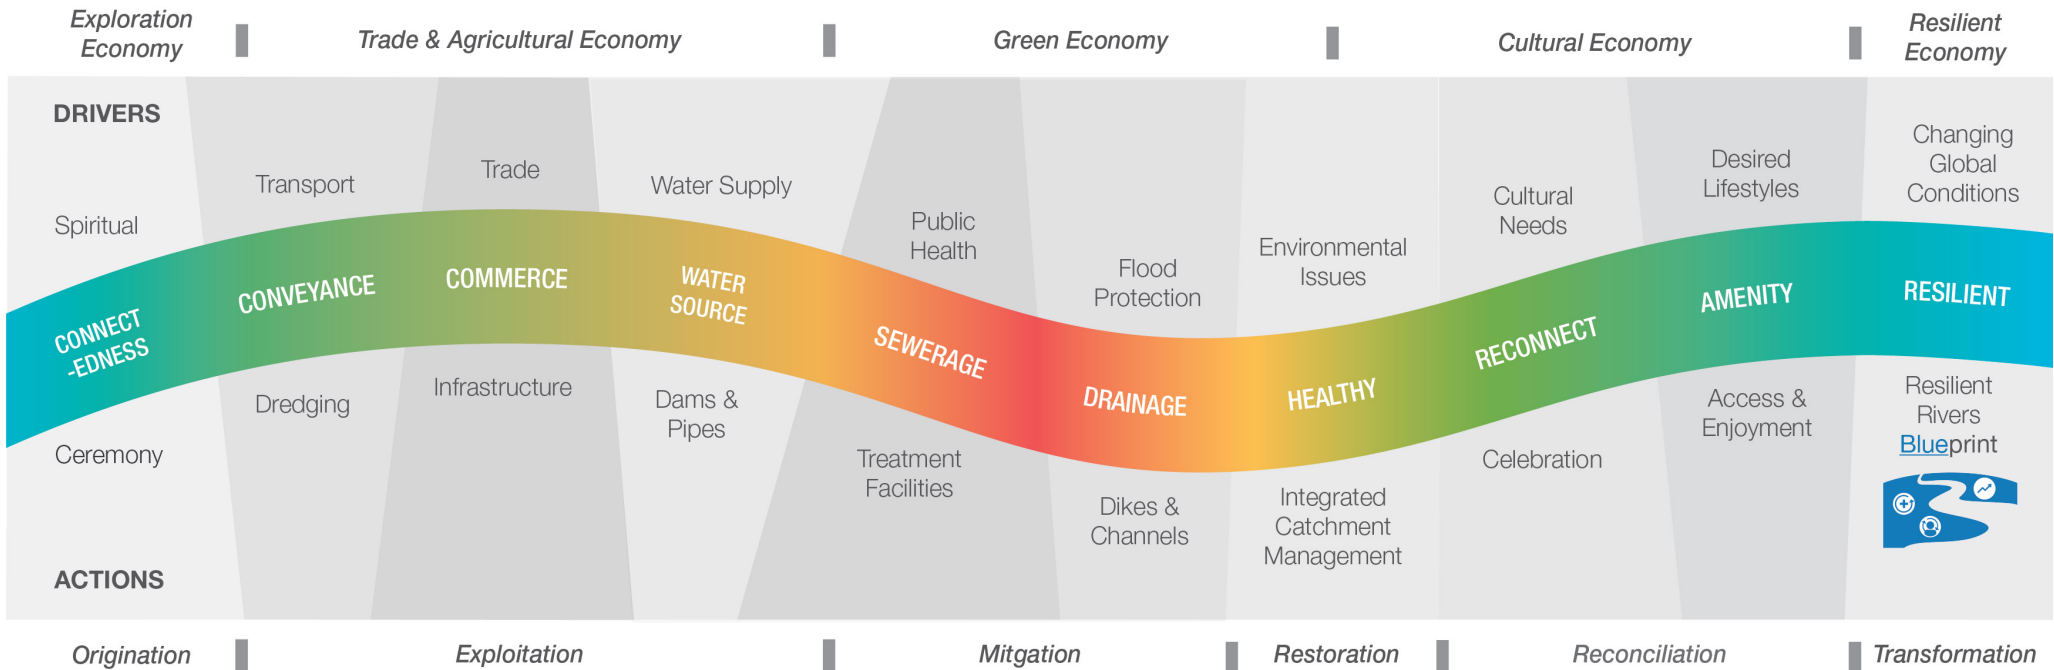 Exploration
Economy
Trade & Agricultural Economy
Green Economy
Cultural Economy
Resilient
Economy
DRIVERS
Spiritual
Transport
Trade
Water Supply
Public
Health
Flood
Protection
Environmental
Issues
Cultural
Needs
Desired
Lifestyles
Changing
Global
Conditions
CONNECT
-EDNESS
CONVEYANCE
COMMERCE
WATER
SOURCE
SEWERAGE
DRAINAGE
HEALTHY
RECONNECT
AMENITY
RESILIENT
Ceremony
Dredging
Infrastructure
Dams &
Pipes
Treatment
Facilities
Dikes &
Channels
Integrated
Catchment
Management
Celebration
Access &
Enjoyment
Resilient
Rivers
Blueprint
ACTIONS
Origination
Exploitation
Mitgation
Restoration
Reconciliation
Transformation